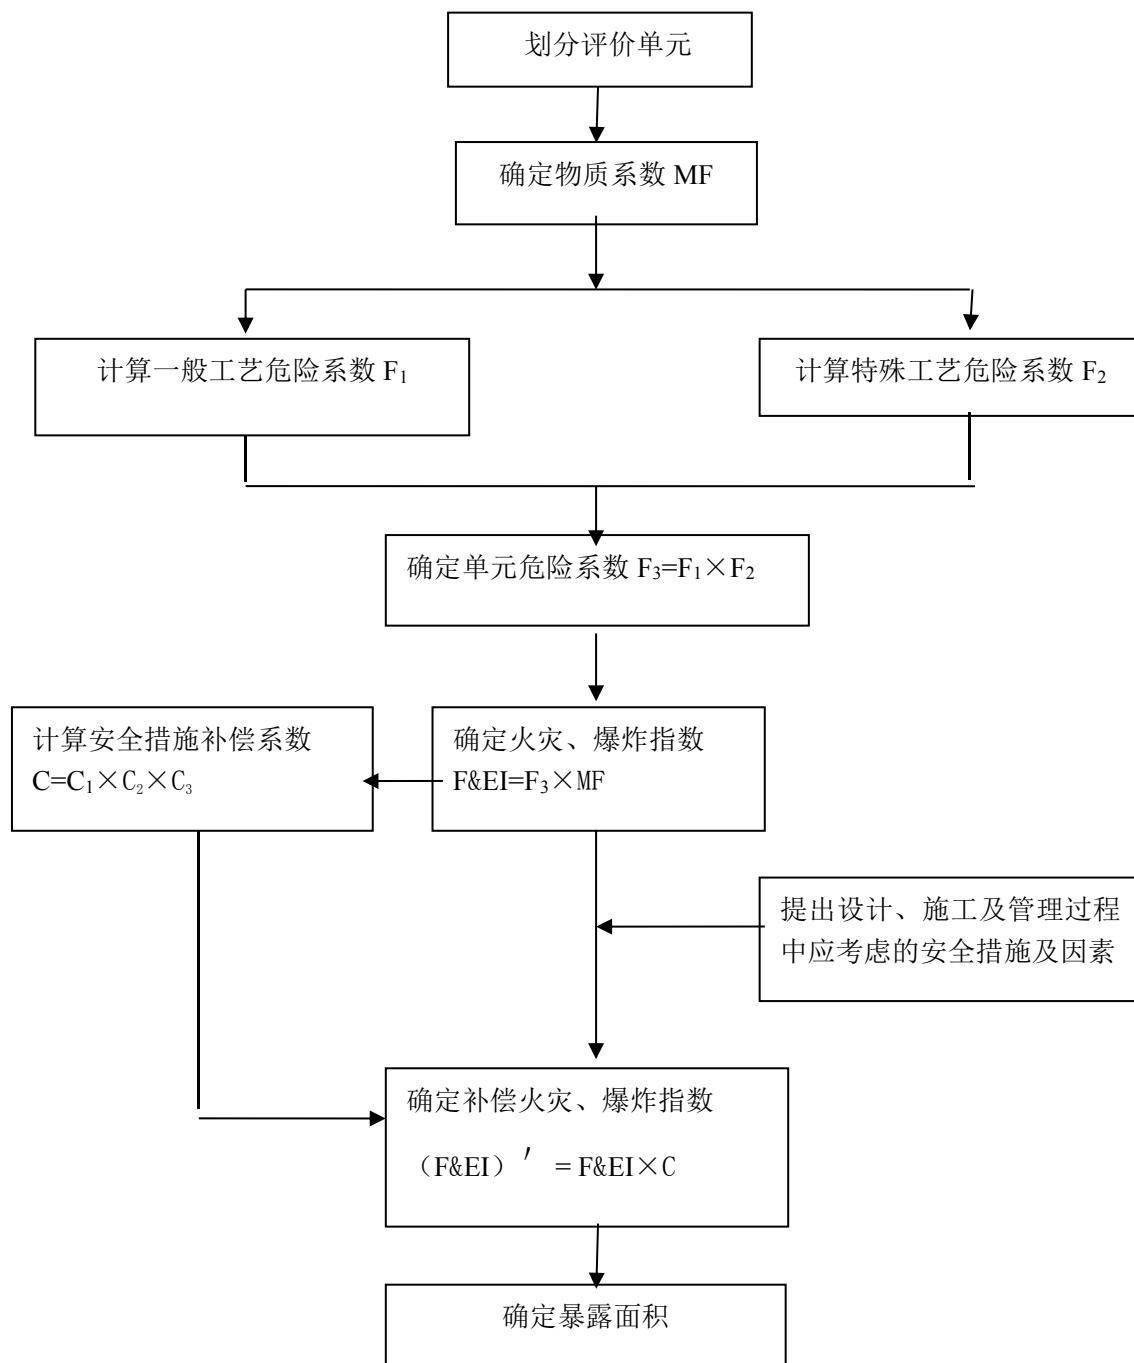 划分评价单元
确定物质系数 MF
计算一般工艺危险系数 F₁
计算特殊工艺危险系数 F₂
确定单元危险系数 F₃=F₁×F₂
计算安全措施补偿系数
C=C₁×C₂×C₃
确定火灾、爆炸指数
F&EI=F₃×MF
提出设计、施工及管理过程
中应考虑的安全措施及因素
确定补偿火灾、爆炸指数
（F&EI）′ = F&EI×C
确定暴露面积